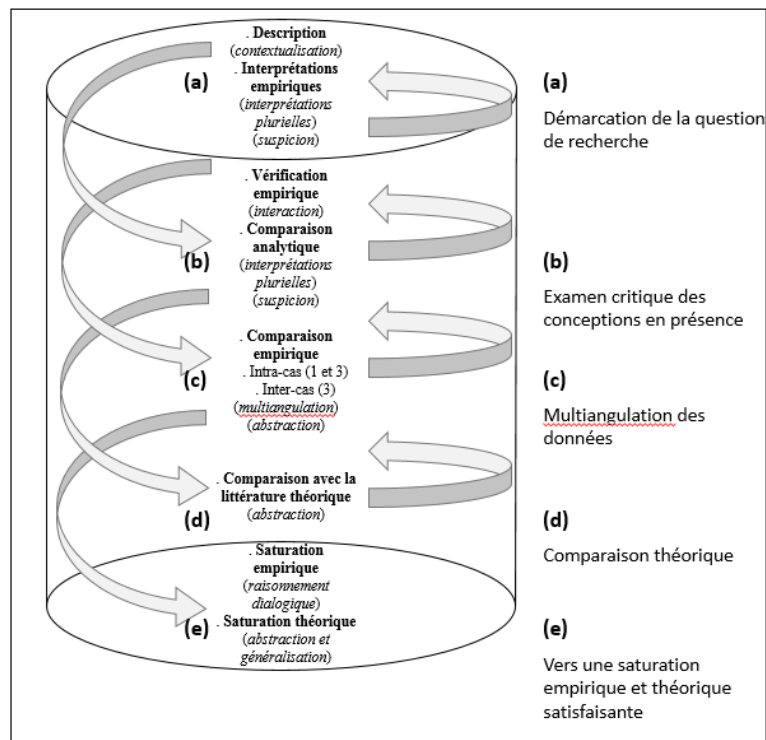 . Description
(contextualisation)
(a)
. Interprétations
empiriques
(interprétations
plurielles)
(suspicion)
(a)
Démarcation de la question
de recherche
. Vérification
empirique
(interaction)
. Comparaison
analytique
(b)
(interprétations
plurielles)
(suspicion)
(b)
Examen critique des
conceptions en présence
. Comparaison
empirique
. Intra-cas (1 et 3)
(c)
. Inter-cas (3)
(multiangulation)
(abstraction)
(c)
Multiangulation des
données
. Comparaison avec la
littérature théorique
(d)
(abstraction)
(d)
Comparaison théorique
. Saturation
empirique
(raisonnement
dialogique)
(e)
. Saturation théorique
(abstraction et
généralisation)
(e)
Vers une saturation
empirique et théorique
satisfaisante